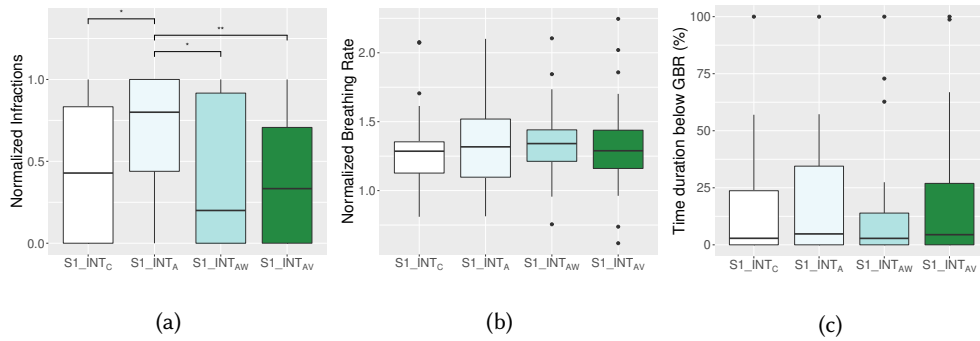 Normalized Infractions
1.0
0.5
0.0
*
**
*
S1_INT_C S1_INT_A S1_INT_AW S1_INT_AV
(a)
Normalized Breathing Rate
2.0
1.5
1.0
S1_INT_C S1_INT_A S1_INT_AW S1_INT_AV
(b)
Time duration below GBR (%)
100
75
50
25
0
S1_INT_C S1_INT_A S1_INT_AW S1_INT_AV
(c)